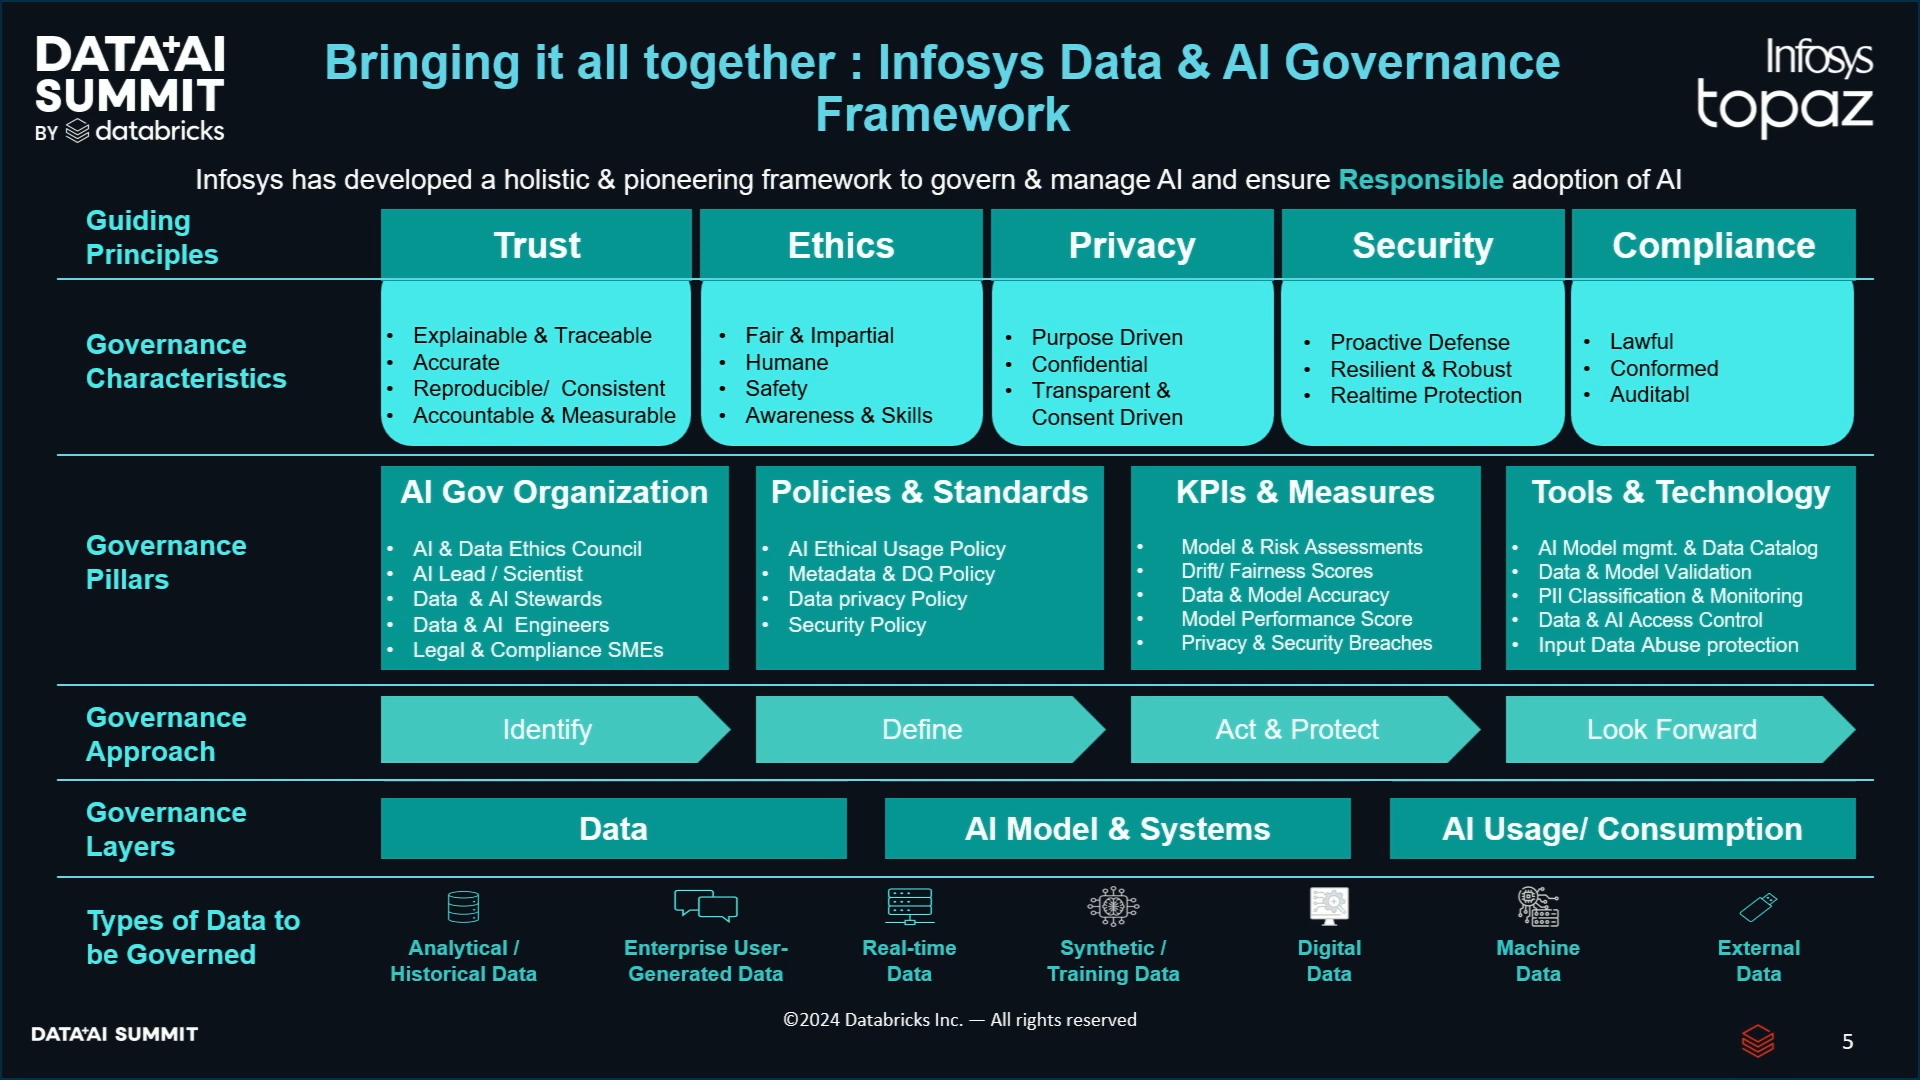 DATA+AI
SUMMIT
BY databricks
Bringing it all together : Infosys Data & AI Governance
Framework
Infosys
topaz
Infosys has developed a holistic & pioneering framework to govern & manage AI and ensure Responsible adoption of AI
Guiding
Principles
Trust
Ethics
Privacy
Security
Compliance
Governance
Characteristics
• Explainable & Traceable
• Accurate
• Reproducible/ Consistent
• Accountable & Measurable
• Fair & Impartial
• Humane
• Safety
• Awareness & Skills
• Purpose Driven
• Confidential
• Transparent &
Consent Driven
• Proactive Defense
• Resilient & Robust
• Realtime Protection
• Lawful
• Conformed
• Auditabl
Governance
Pillars
AI Gov Organization
• AI & Data Ethics Council
• AI Lead / Scientist
• Data & AI Stewards
• Data & AI Engineers
• Legal & Compliance SMEs
Policies & Standards
• AI Ethical Usage Policy
• Metadata & DQ Policy
• Data privacy Policy
• Security Policy
KPIs & Measures
• Model & Risk Assessments
• Drift/ Fairness Scores
• Data & Model Accuracy
• Model Performance Score
• Privacy & Security Breaches
Tools & Technology
• AI Model mgmt. & Data Catalog
• Data & Model Validation
• PII Classification & Monitoring
• Data & AI Access Control
• Input Data Abuse protection
Governance
Approach
Identify
Define
Act & Protect
Look Forward
Governance
Layers
Data
AI Model & Systems
AI Usage/ Consumption
Types of Data to
be Governed
Analytical /
Historical Data
Enterprise User-
Generated Data
Real-time
Data
Synthetic /
Training Data
Digital
Data
Machine
Data
External
Data
©2024 Databricks Inc. — All rights reserved
DATA+AI SUMMIT
5